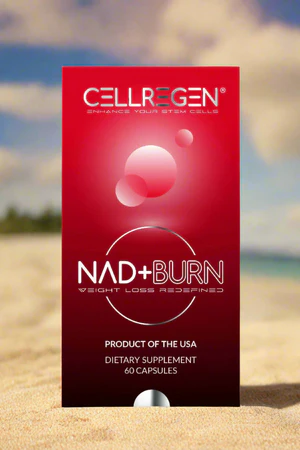 CELLREGEN®
ENHANCE YOUR STEM CELLS
NAD+BURN
WEIGHT LOSS REDEFINED
PRODUCT OF THE USA
DIETARY SUPPLEMENT
60 CAPSULES